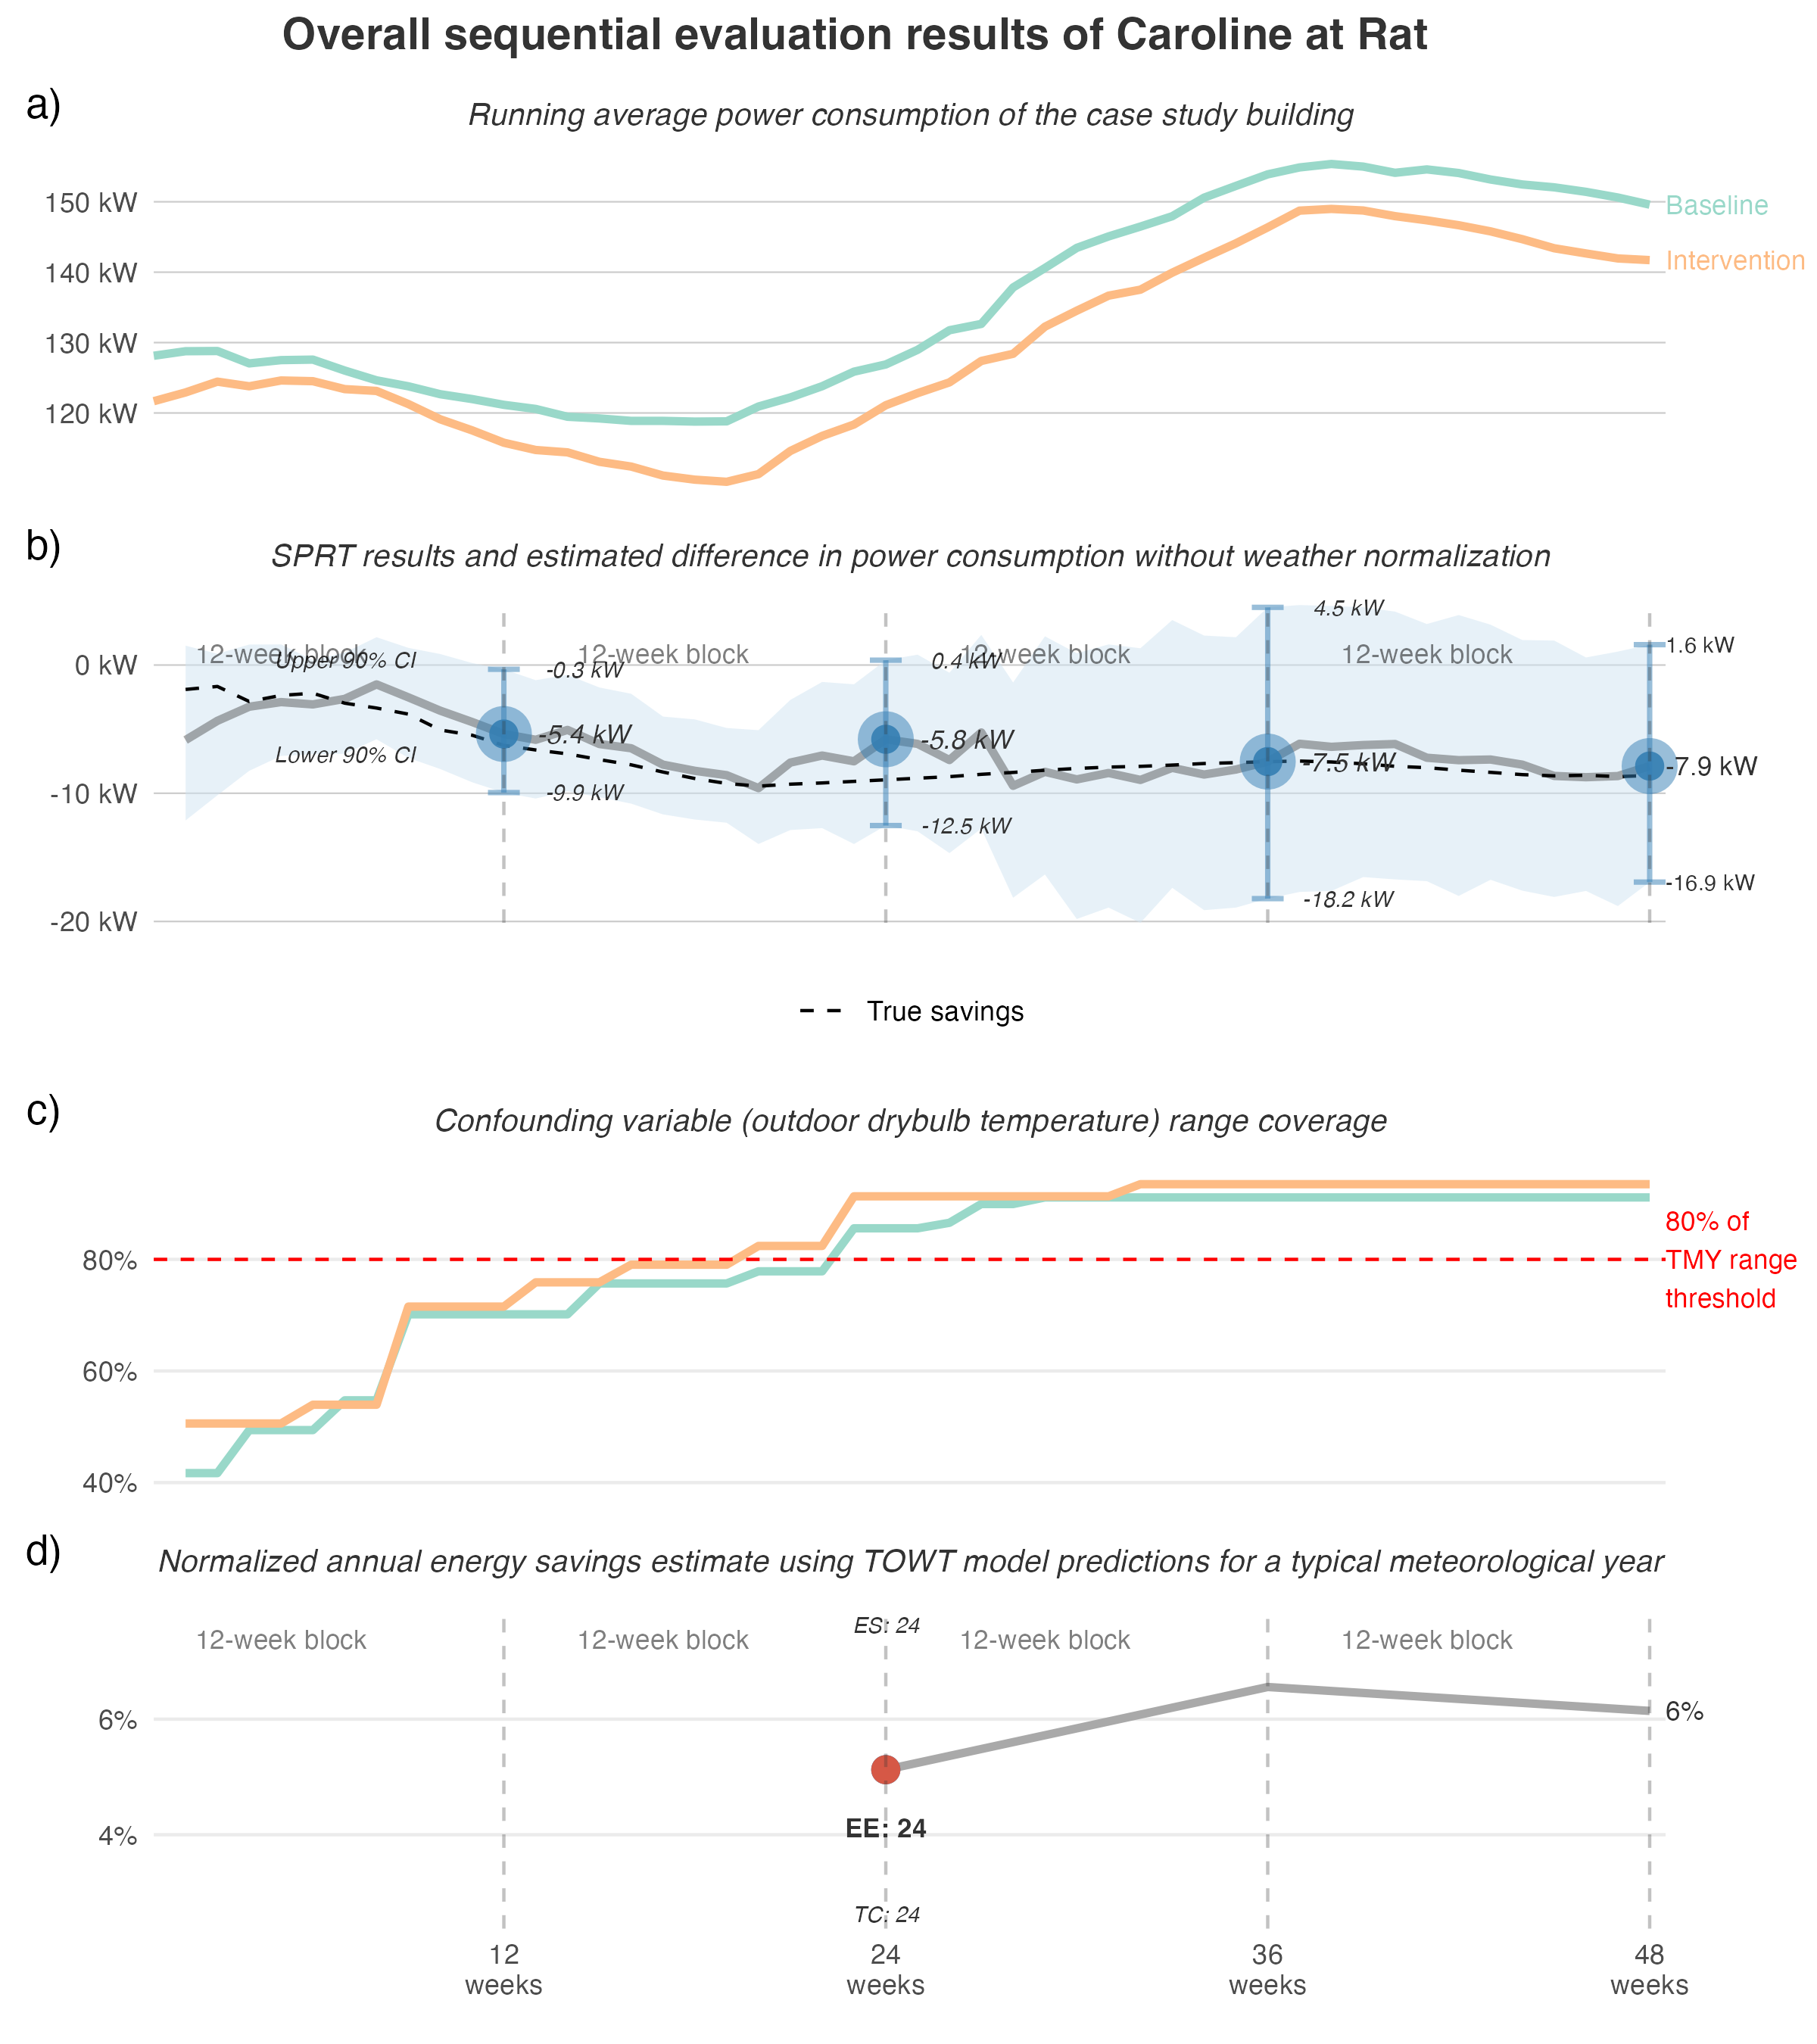 Overall sequential evaluation results of Caroline at Rat
a)
Running average power consumption of the case study building
150 kW
140 kW
130 kW
120 kW
Baseline
Intervention
b)
SPRT results and estimated difference in power consumption without weather normalization
0 kW
-10 kW
-20 kW
12-week block
12-week block
12-week block
12-week block
Upper 90% CI
Lower 90% CI
-0.3 kW
-5.4 kW
-9.9 kW
0.4 kW
-5.8 kW
-12.5 kW
4.5 kW
-7.5 kW
-18.2 kW
1.6 kW
-7.9 kW
-16.9 kW
True savings
c)
Confounding variable (outdoor drybulb temperature) range coverage
80%
60%
40%
80% of
TMY range
threshold
d)
Normalized annual energy savings estimate using TOWT model predictions for a typical meteorological year
12-week block
12-week block
12-week block
12-week block
ES: 24
6%
4%
6%
EE: 24
TC: 24
12
weeks
24
weeks
36
weeks
48
weeks